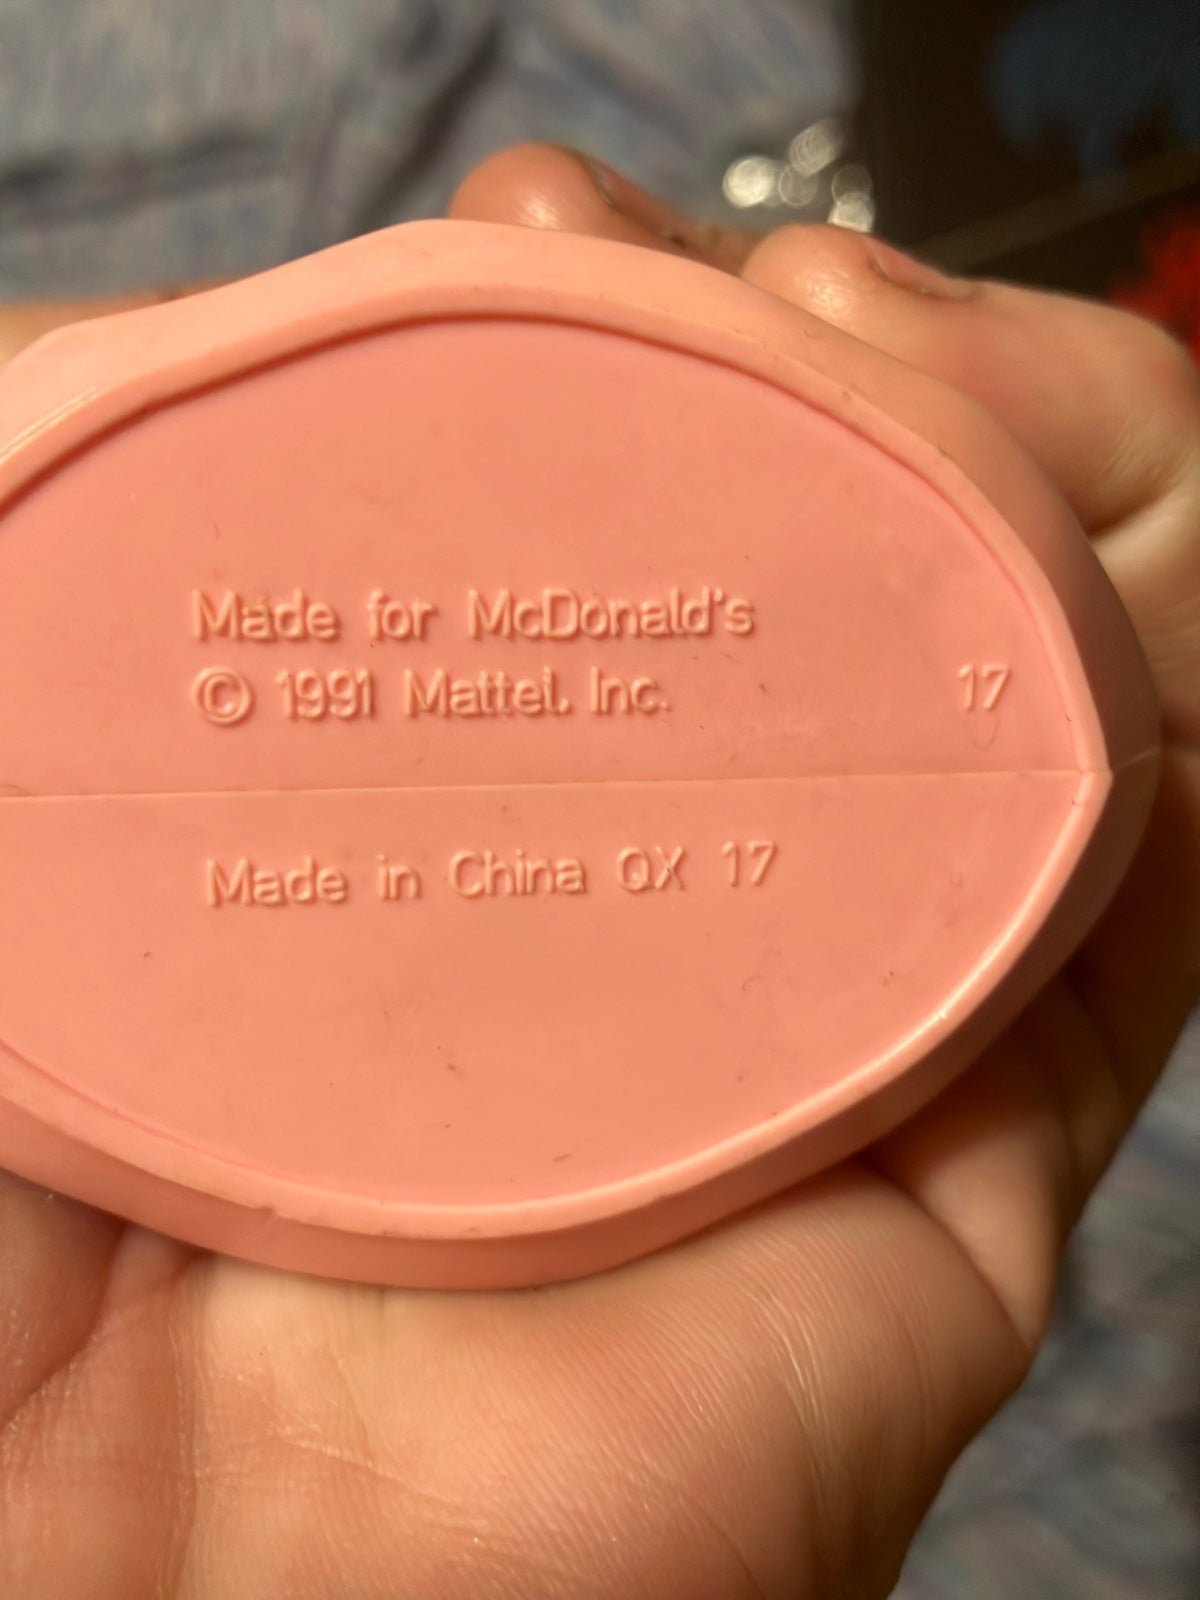 Made for McDonald's
© 1991 Mattel. Inc.
17
Made in China QX 17